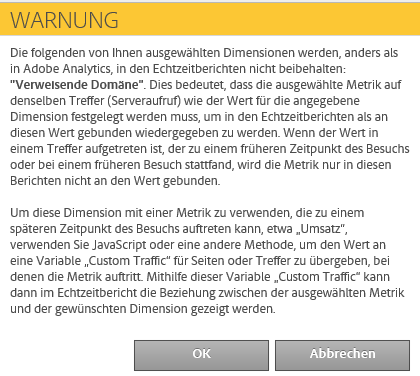 WARNUNG
Die folgenden von Ihnen ausgewählten Dimensionen werden, anders als
in Adobe Analytics, in den Echtzeitberichten nicht beibehalten:
"Verweisende Domäne". Dies bedeutet, dass die ausgewählte Metrik auf
denselben Treffer (Serveraufruf) wie der Wert für die angegebene
Dimension festgelegt werden muss, um in den Echtzeitberichten als an
diesen Wert gebunden wiedergegeben zu werden. Wenn der Wert in
einem Treffer aufgetreten ist, der zu einem früheren Zeitpunkt des Besuchs
oder bei einem früheren Besuch stattfand, wird die Metrik nur in diesen
Berichten nicht an den Wert gebunden.
Um diese Dimension mit einer Metrik zu verwenden, die zu einem
späteren Zeitpunkt des Besuchs auftreten kann, etwa „Umsatz“,
verwenden Sie JavaScript oder eine andere Methode, um den Wert an
eine Variable „Custom Traffic“ für Seiten oder Treffer zu übergeben, bei
denen die Metrik auftritt. Mithilfe dieser Variable „Custom Traffic“ kann
dann im Echtzeitbericht die Beziehung zwischen der ausgewählten Metrik
und der gewünschten Dimension gezeigt werden.
OK Abbrechen